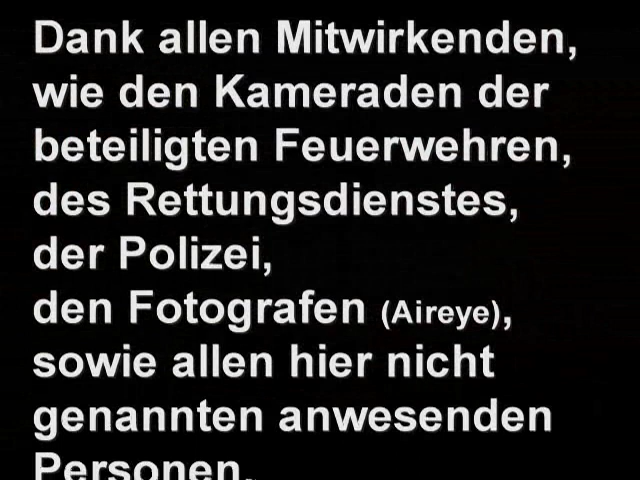 Dank allen Mitwirkenden,
wie den Kameraden der
beteiligten Feuerwehren,
des Rettungsdienstes,
der Polizei,
den Fotografen (Aireye),
sowie allen hier nicht
genannten anwesenden
Personen.